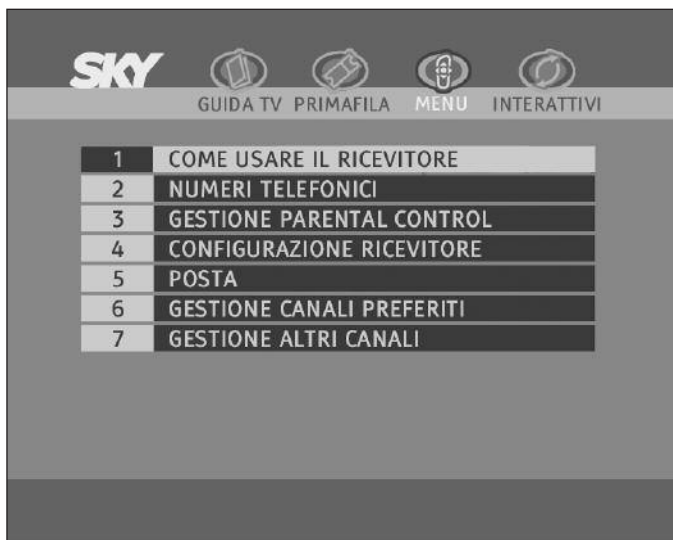 SKY
GUIDA TV PRIMAFILA MENU INTERATTIVI
1 COME USARE IL RICEVITORE
2 NUMERI TELEFONICI
3 GESTIONE PARENTAL CONTROL
4 CONFIGURAZIONE RICEVITORE
5 POSTA
6 GESTIONE CANALI PREFERITI
7 GESTIONE ALTRI CANALI